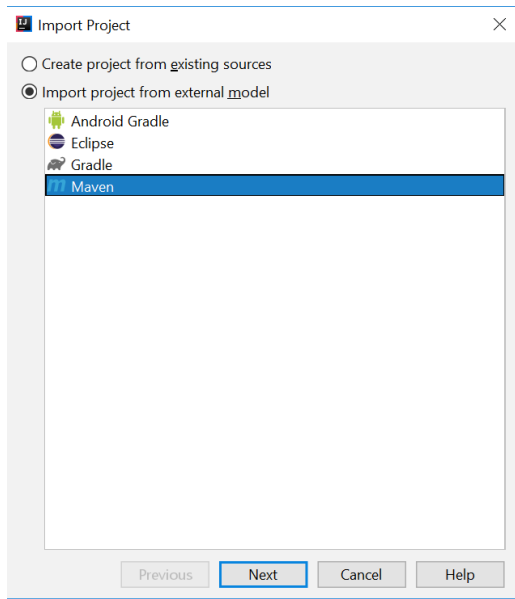 IJ
Import Project
Create project from existing sources
Import project from external model
Android Gradle
Eclipse
Gradle
m Maven
Previous Next Cancel Help